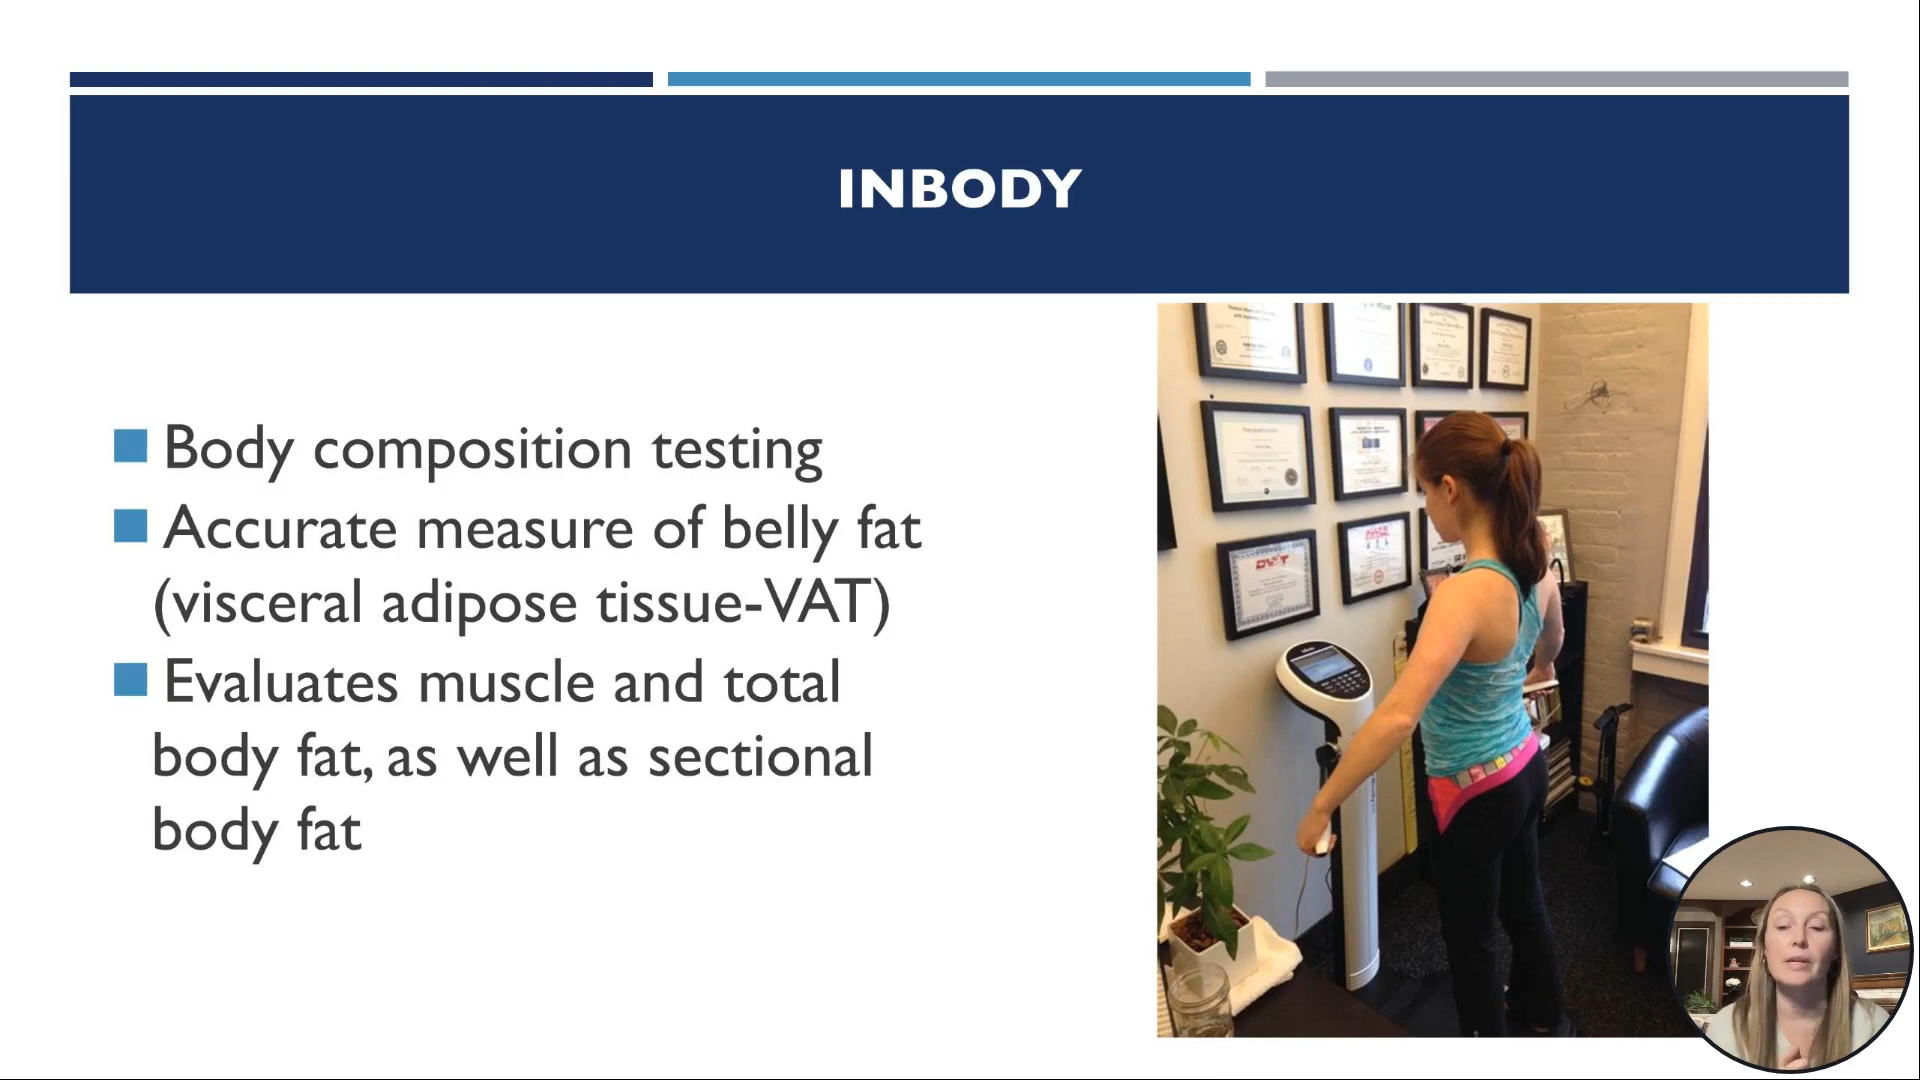 INBODY
Body composition testing
Accurate measure of belly fat
(visceral adipose tissue-VAT)
Evaluates muscle and total
body fat, as well as sectional
body fat